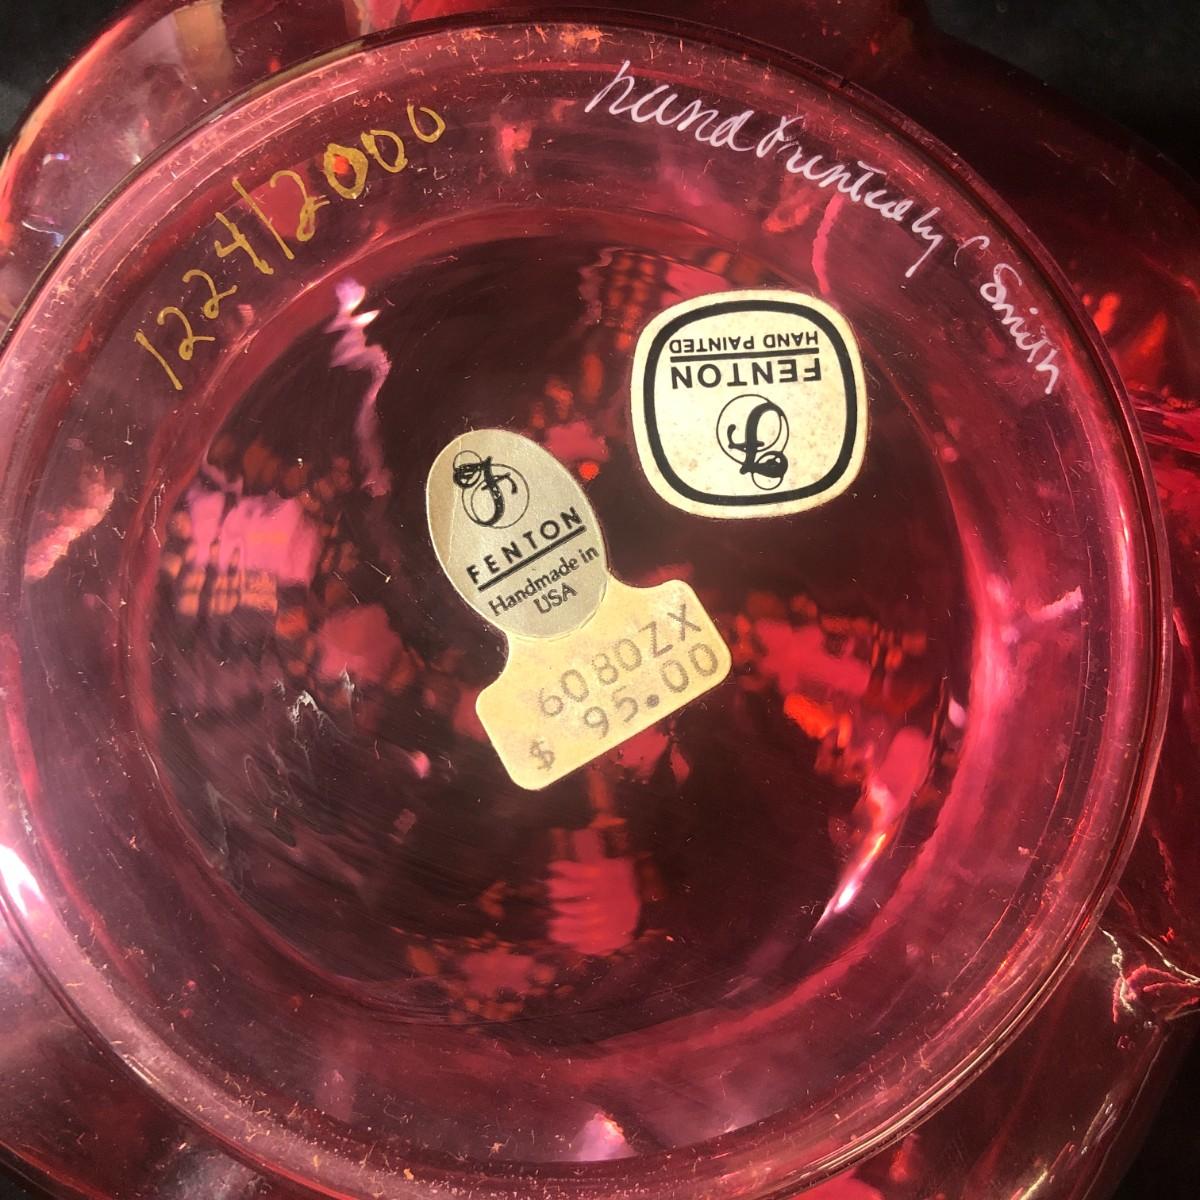 1224/2000
hand Painted by C Smith
F
FENTON
HAND PAINTED
F
FENTON
Handmade in
USA
6080ZX
$ 95.00